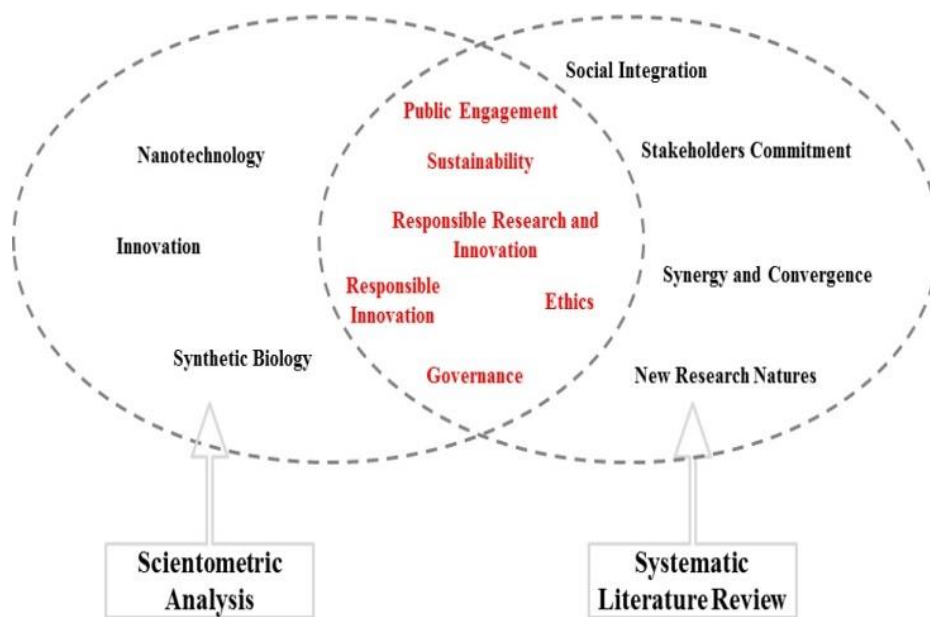 Social Integration
Public Engagement
Nanotechnology
Sustainability
Stakeholders Commitment
Innovation
Responsible Research and
Innovation
Synergy and Convergence
Responsible
Innovation
Ethics
Synthetic Biology
Governance
New Research Natures
Scientometric
Analysis
Systematic
Literature Review